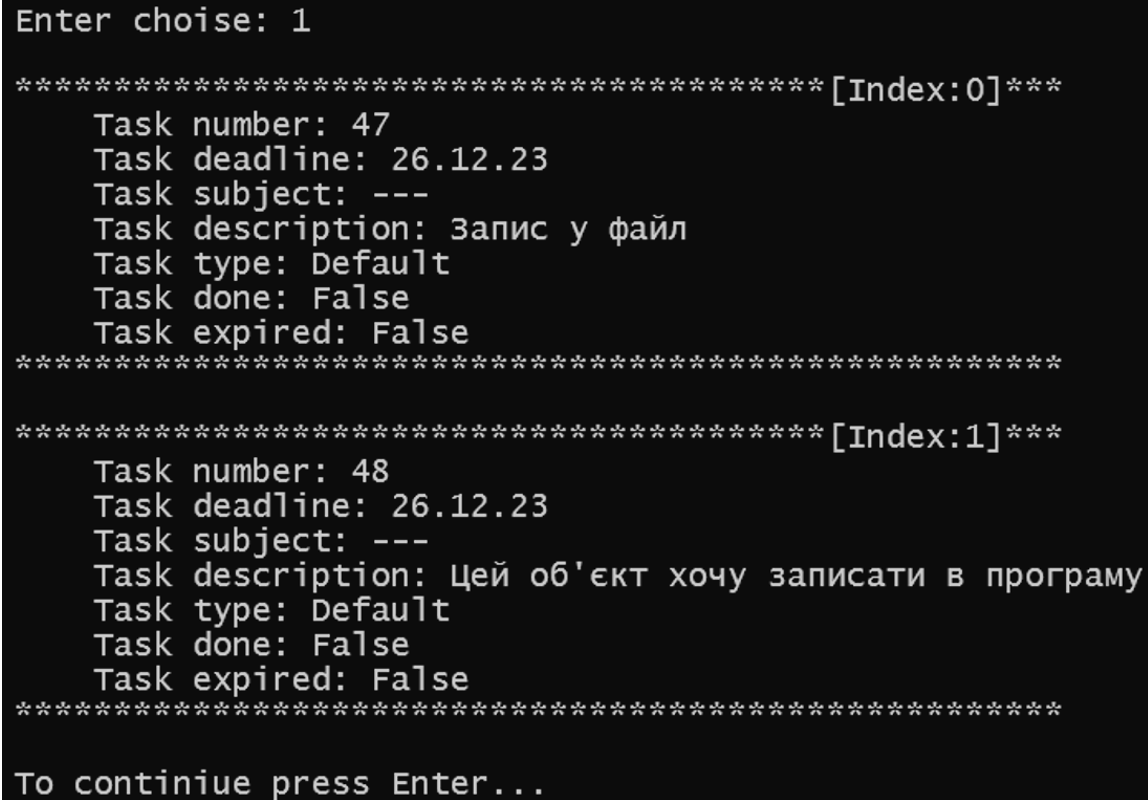 Enter choise: 1
*****************************************[Index:0]***
Task number: 47
Task deadline: 26.12.23
Task subject: ---
Task description: Запис у файл
Task type: Default
Task done: False
Task expired: False
*****************************************************
*****************************************[Index:1]***
Task number: 48
Task deadline: 26.12.23
Task subject: ---
Task description: Цей об'єкт хочу записати в програму
Task type: Default
Task done: False
Task expired: False
*****************************************************
To continiue press Enter...